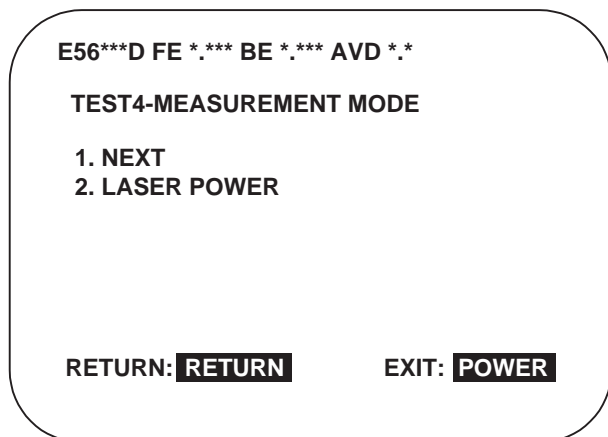 E56***D FE *.*** BE *.*** AVD *.*
TEST4-MEASUREMENT MODE
1. NEXT
2. LASER POWER
RETURN: RETURN EXIT: POWER